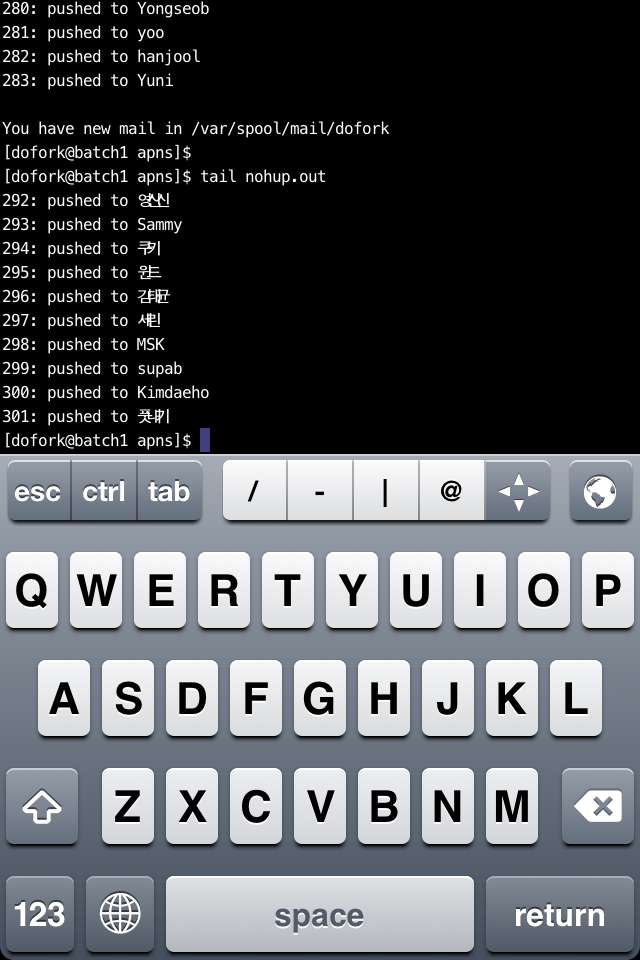 280: pushed to Yongseob
281: pushed to yoo
282: pushed to hanjool
283: pushed to Yuni
You have new mail in /var/spool/mail/dofork
[dofork@batch1 apns]$
[dofork@batch1 apns]$ tail nohup.out
292: pushed to 영신신
293: pushed to Sammy
294: pushed to 쿠키
295: pushed to 윈드
296: pushed to 김태균
297: pushed to 세린
298: pushed to MSK
299: pushed to supab
300: pushed to Kimdaeho
301: pushed to
[dofork@batch1 apns]$
esc ctrl tab / - | @
Q W E R T Y U I O P
A S D F G H J K L
Z X C V B N M
123 space return